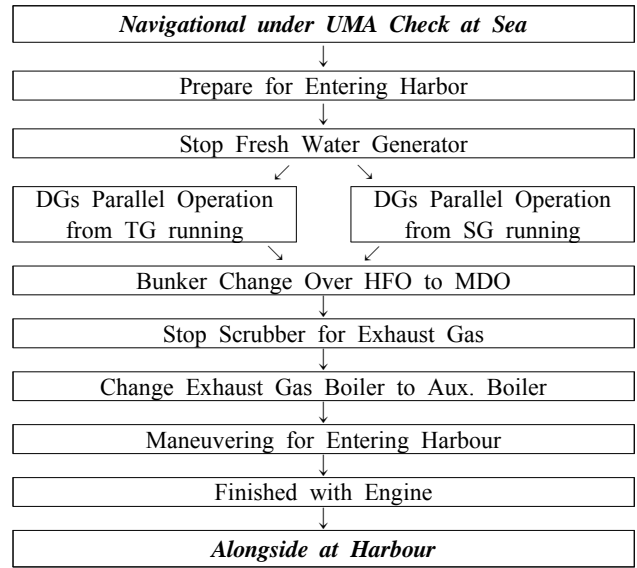 Navigational under UMA Check at Sea
Prepare for Entering Harbor
Stop Fresh Water Generator
DGs Parallel Operation
from TG running
DGs Parallel Operation
from SG running
Bunker Change Over HFO to MDO
Stop Scrubber for Exhaust Gas
Change Exhaust Gas Boiler to Aux. Boiler
Maneuvering for Entering Harbour
Finished with Engine
Alongside at Harbour